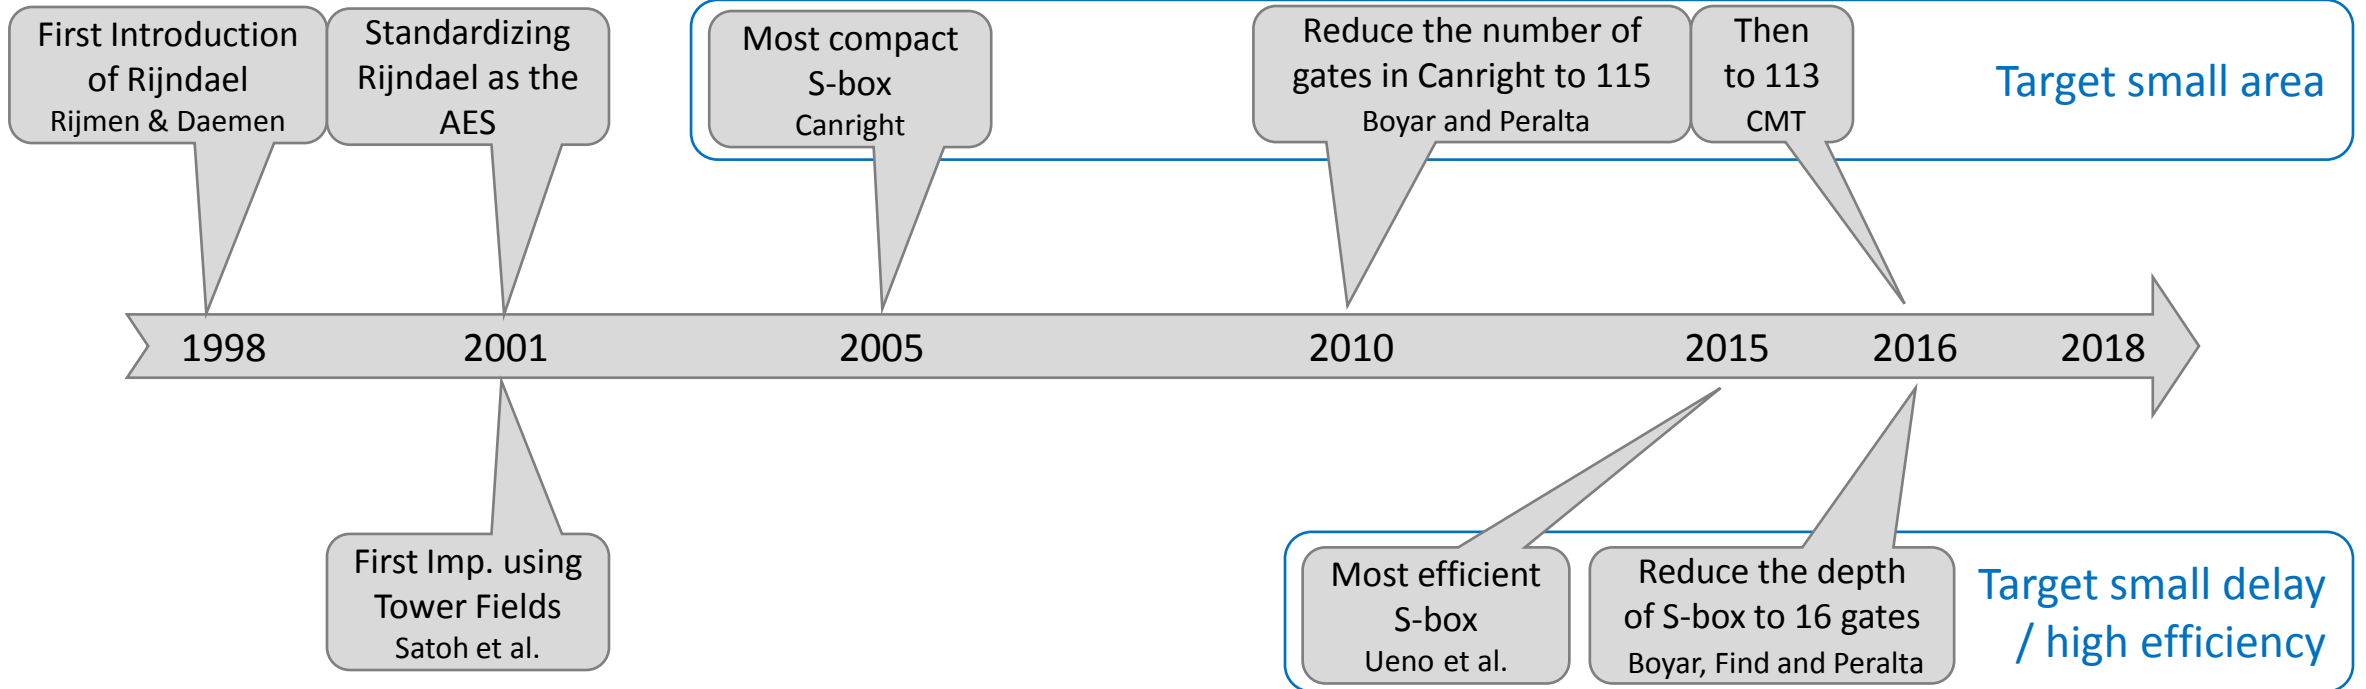 First Introduction
of Rijndael
Rijmen & Daemen
Standardizing
Rijndael as the
AES
Most compact
S-box
Canright
Reduce the number of
gates in Canright to 115
Boyar and Peralta
Then
to 113
CMT
Target small area
1998
2001
2005
2010
2015
2016
2018
First Imp. using
Tower Fields
Satoh et al.
Most efficient
S-box
Ueno et al.
Reduce the depth
of S-box to 16 gates
Boyar, Find and Peralta
Target small delay
/ high efficiency